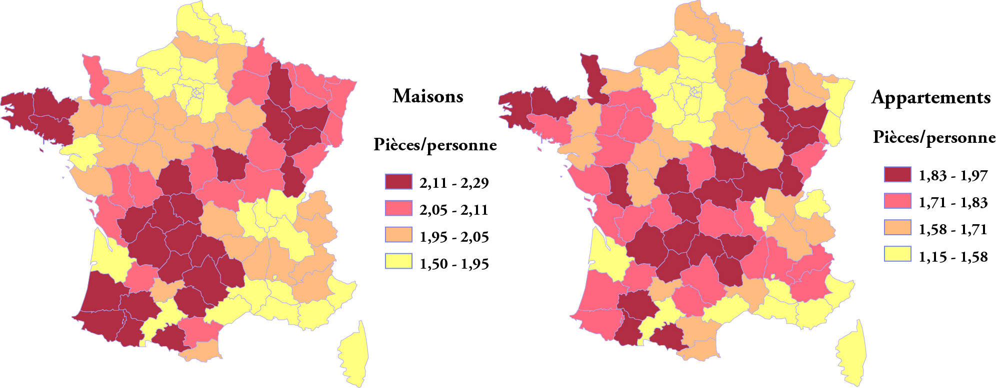 Maisons
Pièces/personne
2,11 - 2,29
2,05 - 2,11
1,95 - 2,05
1,50 - 1,95
Appartements
Pièces/personne
1,83 - 1,97
1,71 - 1,83
1,58 - 1,71
1,15 - 1,58